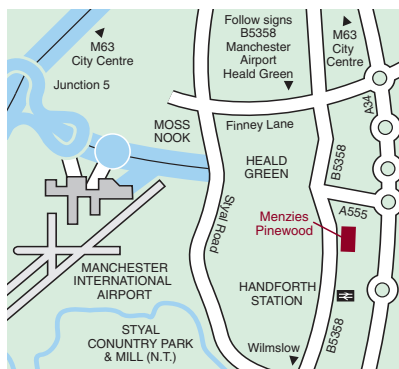 M63
City Centre
Junction 5
Follow signs
B5358
Manchester
Airport
Heald Green
M63
City
Centre
A34
MOSS
NOOK
Finney Lane
HEALD
GREEN
B5358
Styal Road
A555
Menzies
Pinewood
MANCHESTER
INTERNATIONAL
AIRPORT
HANDFORTH
STATION
STYAL
CONUNTRY PARK
& MILL (N.T.)
Wilmslow
B5358